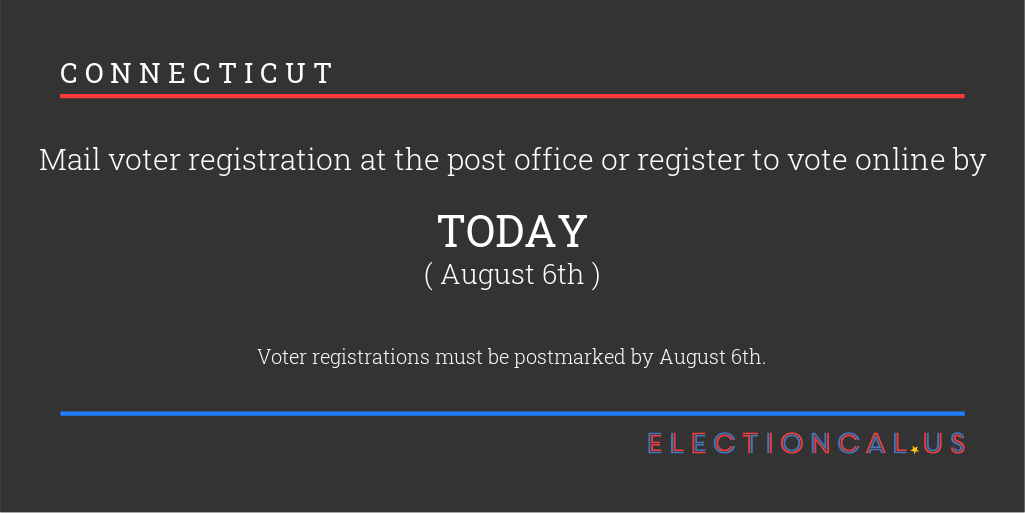 CONNECTICUT
Mail voter registration at the post office or register to vote online by
TODAY
( August 6th )
Voter registrations must be postmarked by August 6th.
ELECTIONCAL.US